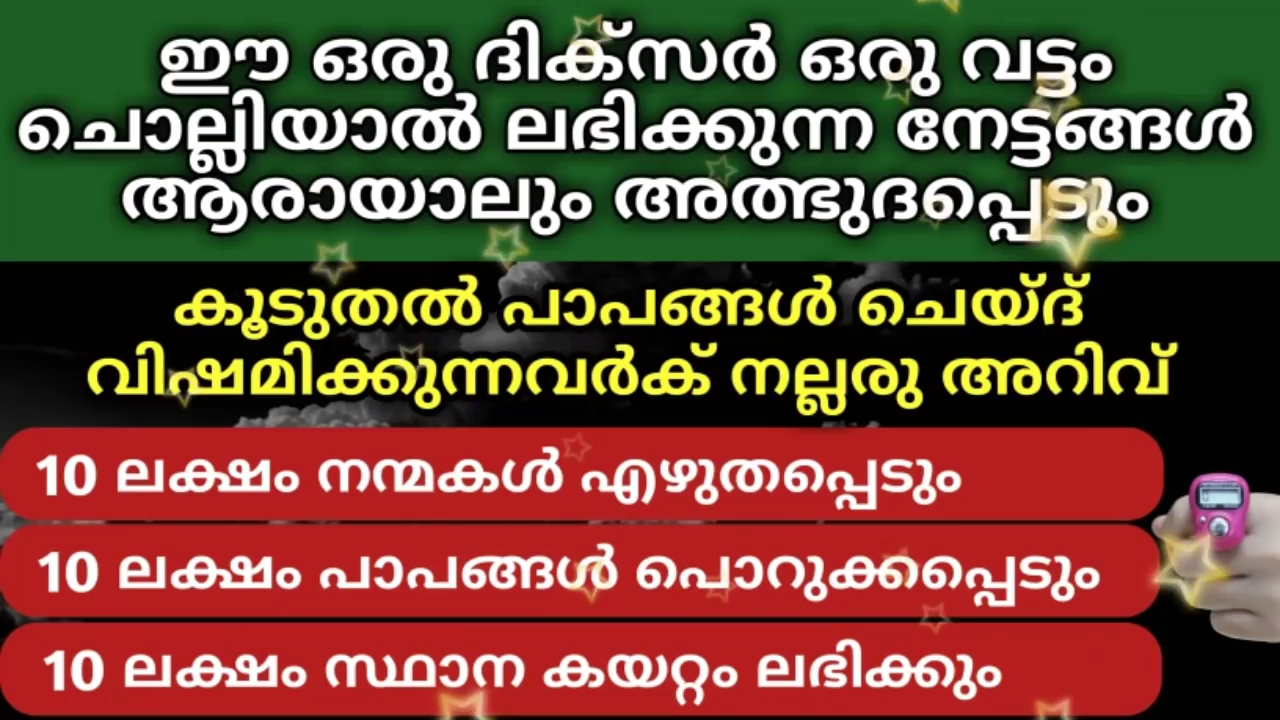 ഈ ഒരു ദിക്സർ ഒരു വട്ടം
ചൊല്ലിയാൽ ലഭിക്കുന്ന നേട്ടങ്ങൾ
ആരായാലും അത്ഭുദപ്പെടും
കൂടുതൽ പാപങ്ങൾ ചെയ്ദ്
വിഷമിക്കുന്നവർക് നല്ലരു അറിവ്
10 ലക്ഷം നന്മകൾ എഴുതപ്പെടും
10 ലക്ഷം പാപങ്ങൾ പൊറുക്കപ്പെടും
10 ലക്ഷം സ്ഥാന കയറ്റം ലഭിക്കും